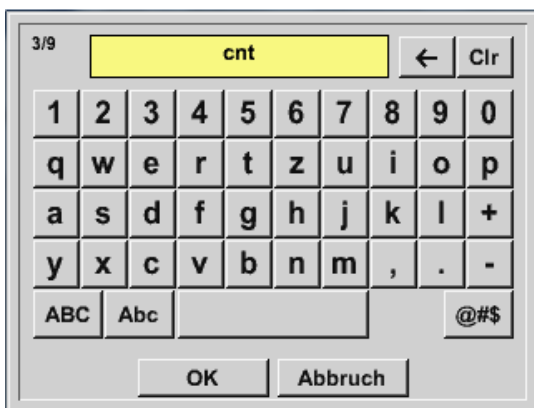 3/9 cnt ← Clr
1 2 3 4 5 6 7 8 9 0
q w e r t z u i o p
a s d f g h j k l +
y x c v b n m , . -
ABC Abc @#$
OK Abbruch